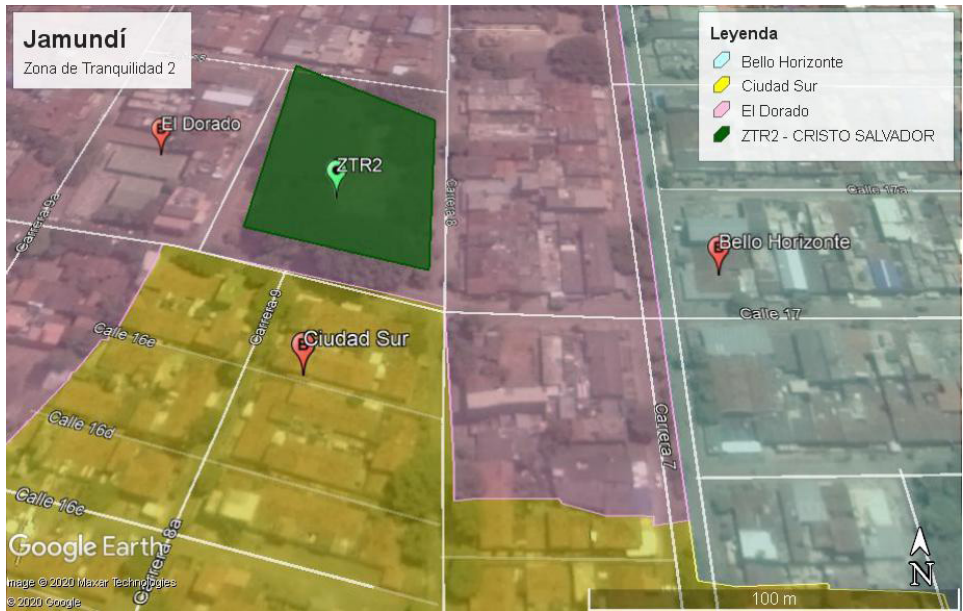 Jamundí
Zona de Tranquilidad 2
Leyenda
Bello Horizonte
Ciudad Sur
El Dorado
ZTR2 - CRISTO SALVADOR
El Dorado
ZTR2
Carrera 9a
Carrera 8
Calle 17a
Bello Horizonte
Calle 17
Carrera 9
Ciudad Sur
Calle 16e
Calle 16d
Carrera 7
Calle 16c
Carrera 8a
Google Earth
Image © 2020 Maxar Technologies
© 2020 Google
100 m
N